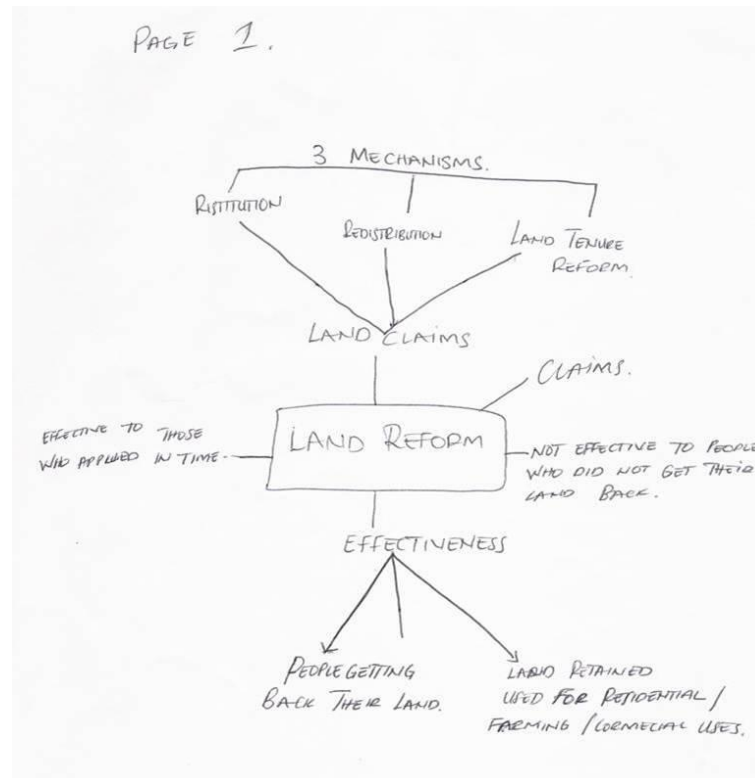 PAGE 1.
3 MECHANISMS.
RISTITUTION
REDISTRIBUTION
LAND TENURE
REFORM.
LAND CLAIMS
CLAIMS.
EFFECTIVE TO THOSE
WHO APPLIED IN TIME.
LAND REFORM
NOT EFFECTIVE TO PEOPLE
WHO DID NOT GET THEIR
LAND BACK.
EFFECTIVENESS
PEOPLE GETTING
BACK THEIR LAND.
LAND RETAINED
USED FOR RESIDENTIAL /
FARMING / CORMECIAL USES.